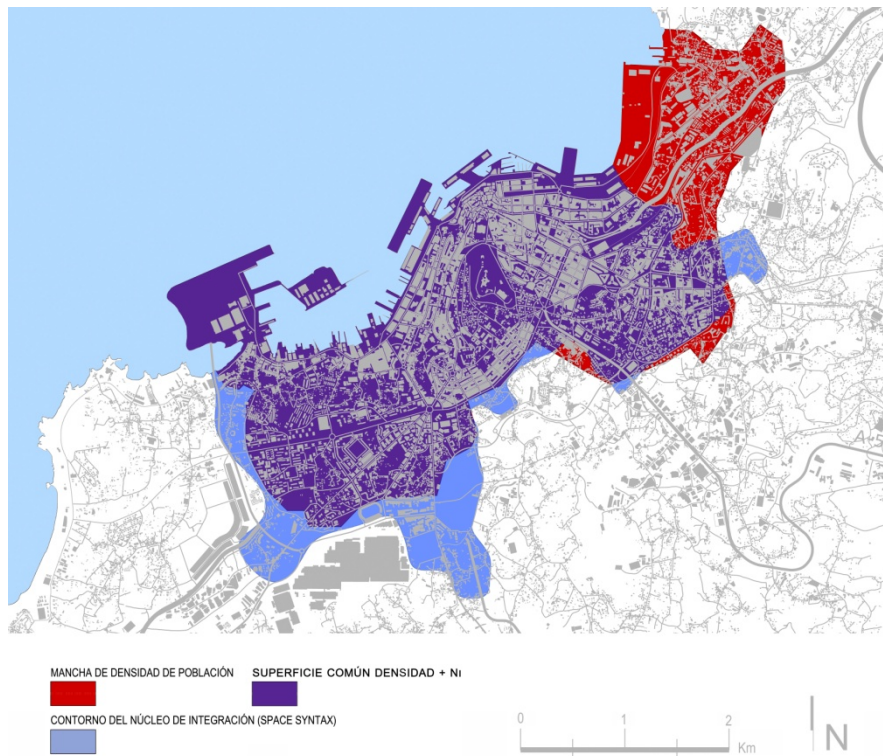 MANCHA DE DENSIDAD DE POBLACIÓN
SUPERFICIE COMÚN DENSIDAD + NI
CONTORNO DEL NÚCLEO DE INTEGRACIÓN (SPACE SYNTAX)
0 1 2
Km
N